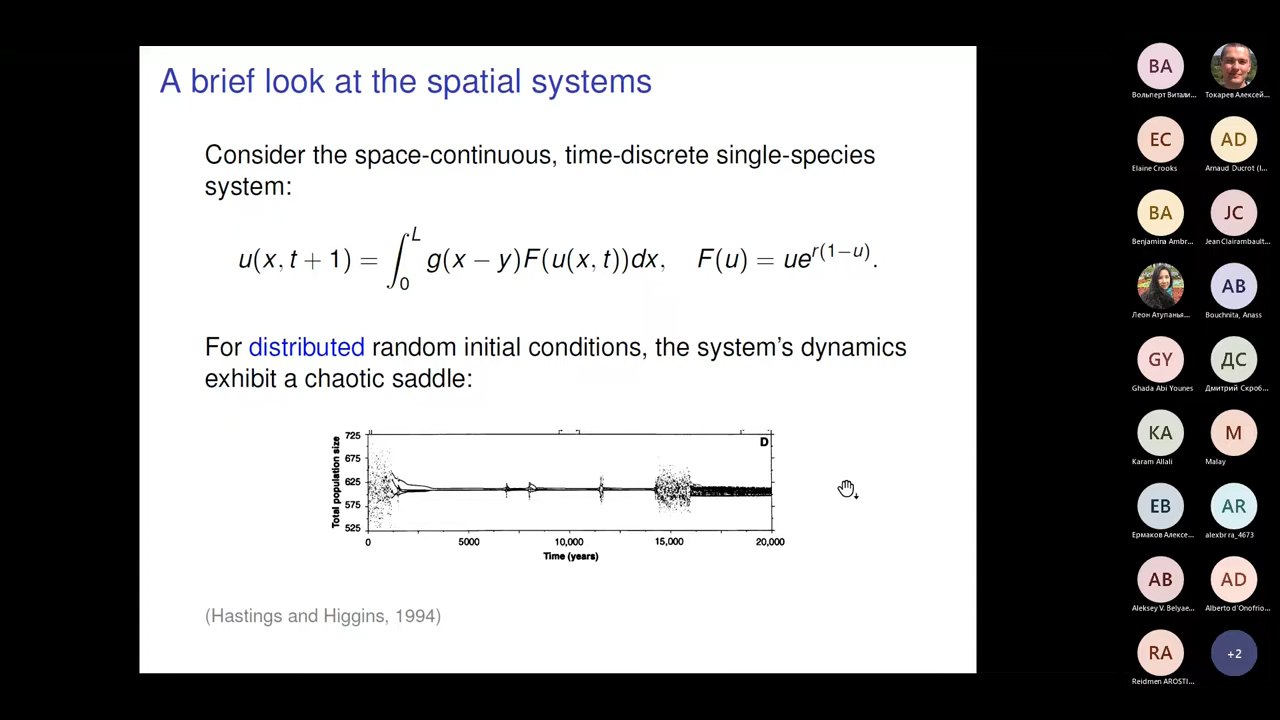 A brief look at the spatial systems
Consider the space-continuous, time-discrete single-species
system:
u(x, t + 1) = ∫₀ᴸ g(x − y)F(u(x, t))dx, F(u) = ue^{r(1−u)}.
For distributed random initial conditions, the system's dynamics
exhibit a chaotic saddle:
Total population size
725
675
625
575
525
D
0 5000 10,000 15,000 20,000
Time (years)
(Hastings and Higgins, 1994)
BA
Вольперт Витали...
Токарев Алексей...
EC
Elaine Crooks
AD
Arnaud Ducrot (I...
BA
Benjamina Ambr...
JC
Jean Clairambault...
Леон Атупанья...
AB
Bouchnita, Anass
GY
Ghada Abi Younes
ДС
Дмитрий Скроб...
KA
Karam Allali
M
Malay
EB
Ермаков Алексе...
AR
alexbr ra_4673
AB
Aleksey V. Belyae...
AD
Alberto d'Onofrio...
RA
Reidmen AROSTI...
+2